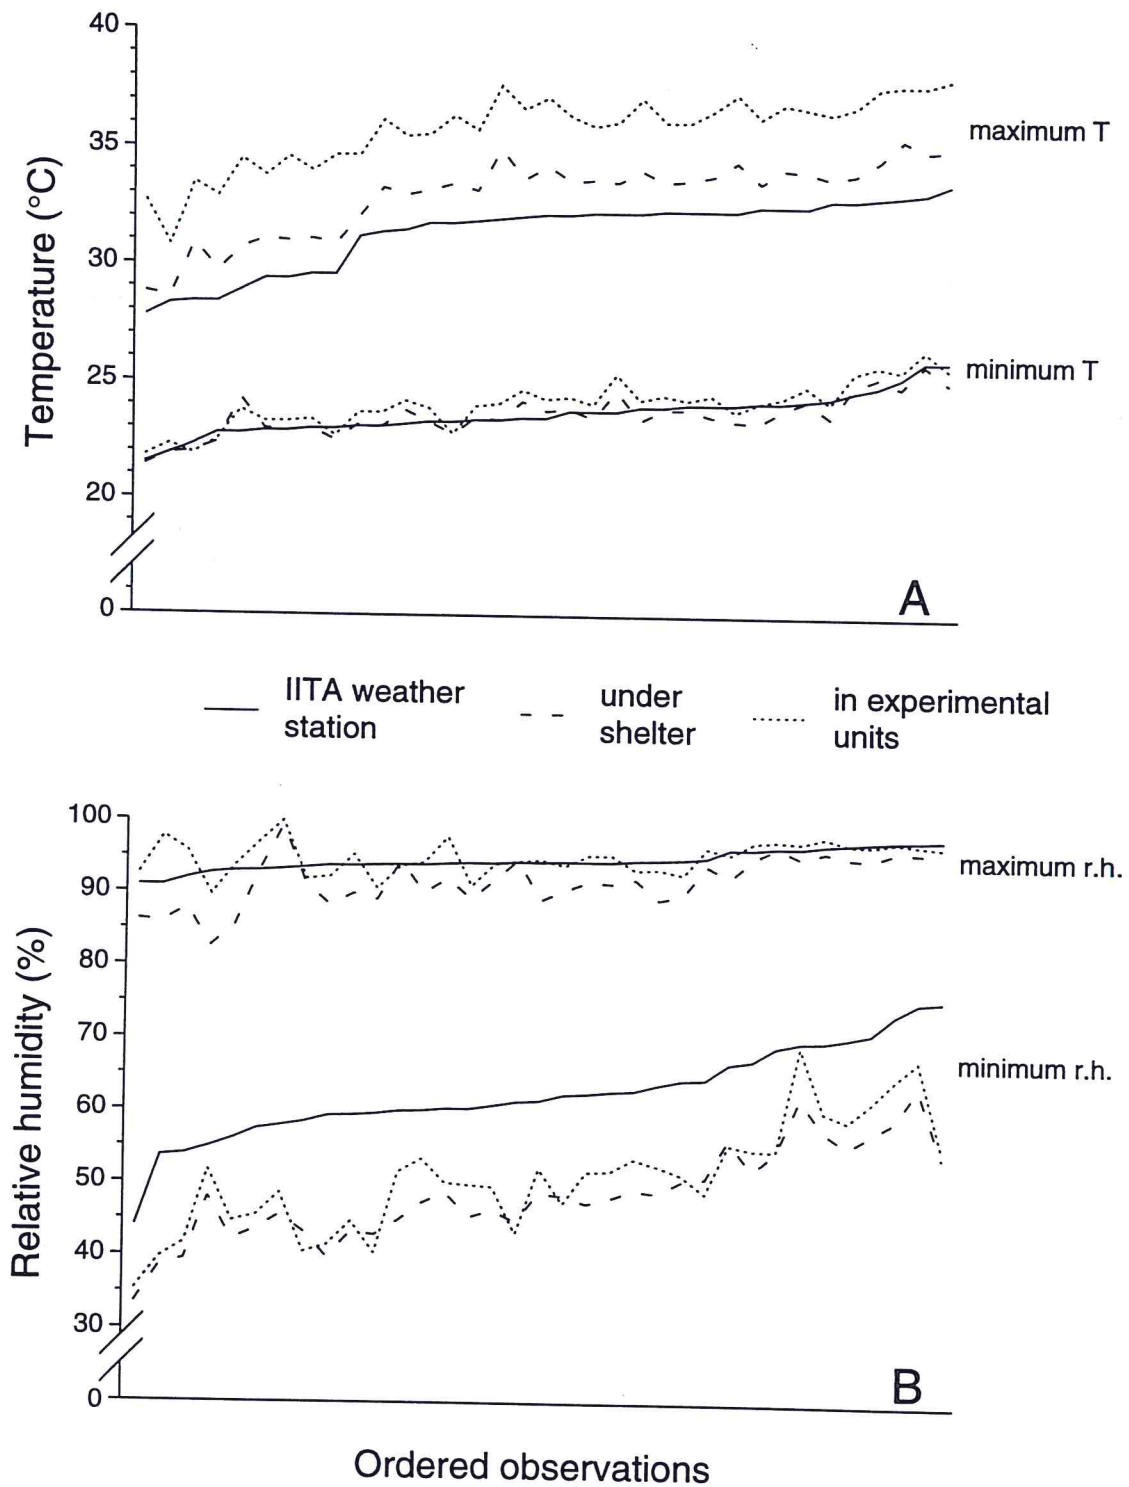 40
35
30
25
20
0
Temperature (°C)
maximum T
minimum T
A
IITA weather
station
under
shelter
in experimental
units
100
90
80
70
60
50
40
30
0
Relative humidity (%)
maximum r.h.
minimum r.h.
B
Ordered observations